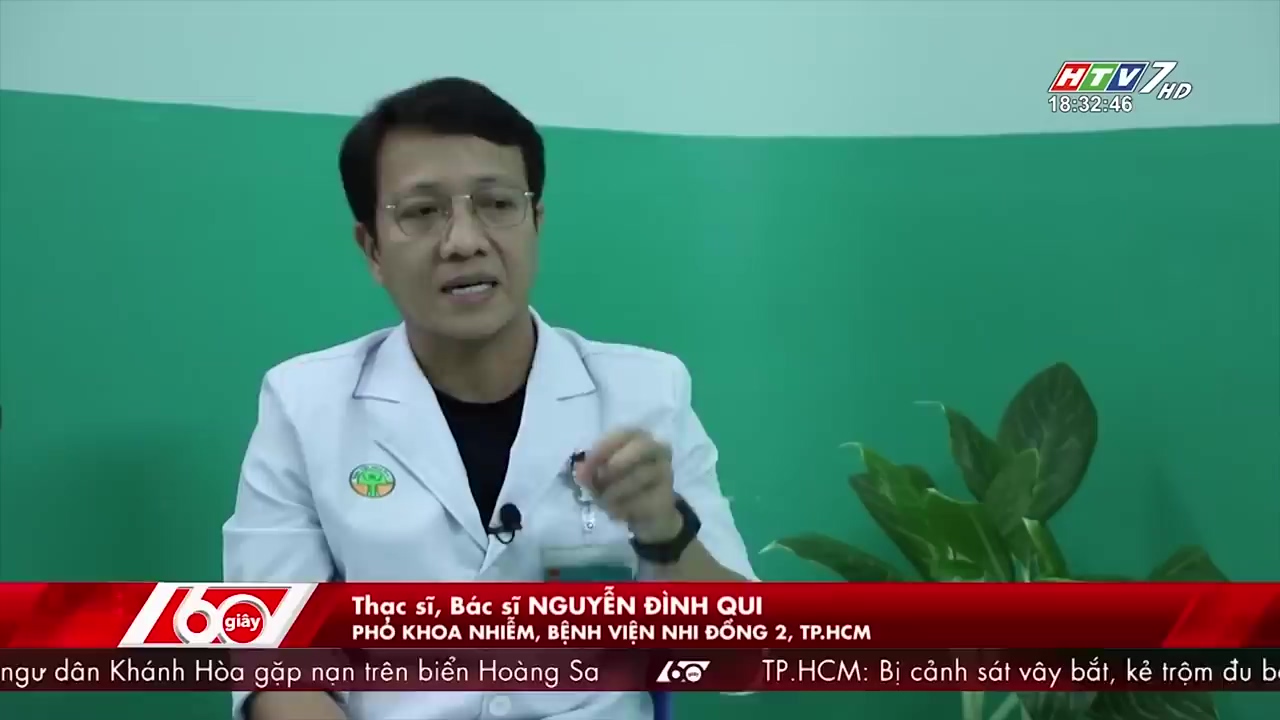 HTV7 HD
18:32:46
60 giây
Thạc sĩ, Bác sĩ NGUYỄN ĐÌNH QUI
PHÓ KHOA NHIỄM, BỆNH VIỆN NHI ĐỒNG 2, TP.HCM
ngư dân Khánh Hòa gặp nạn trên biển Hoàng Sa 60 giây TP.HCM: Bị cảnh sát vây bắt, kẻ trộm đu